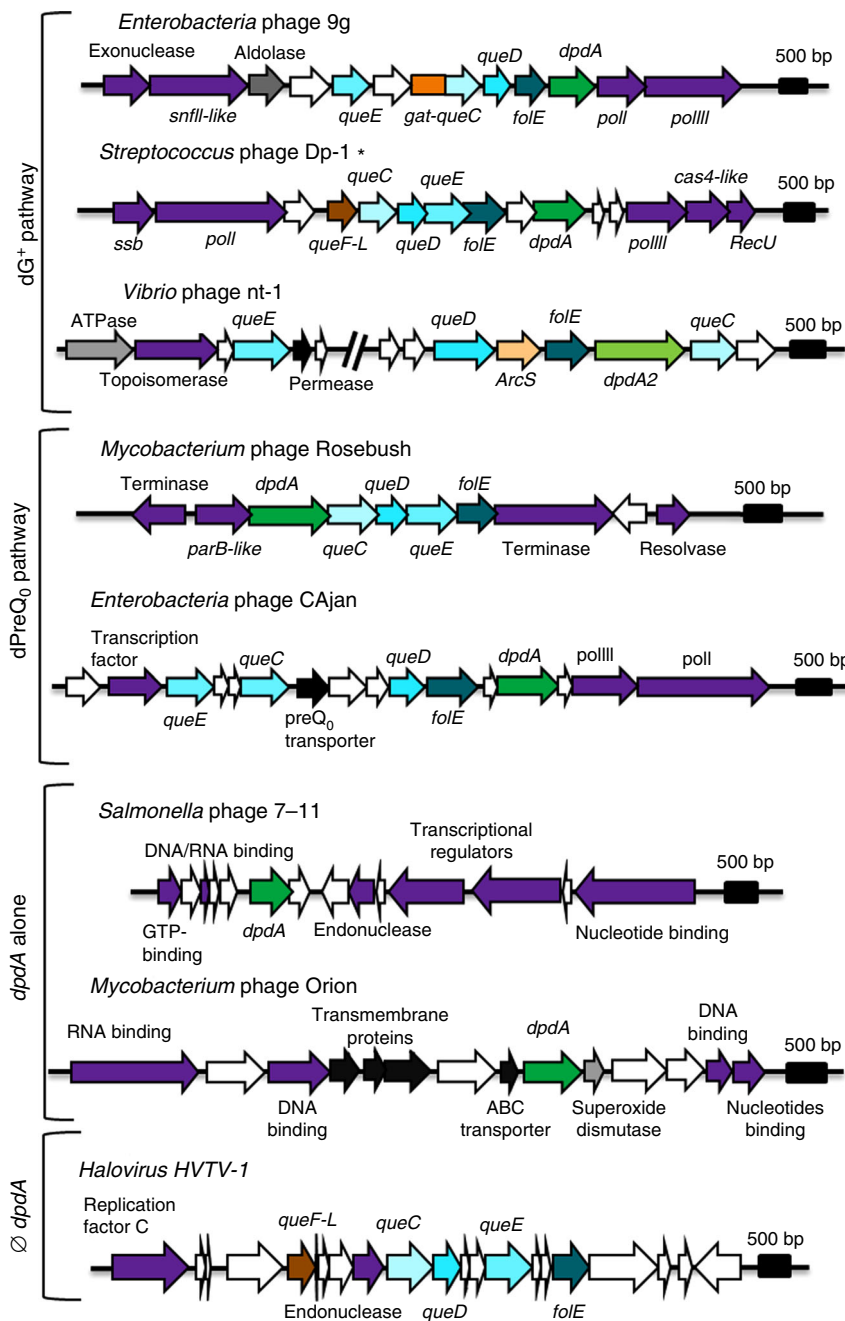 Enterobacteria phage 9g
Exonuclease Aldolase queD dpdA 500 bp
snfII-like queE gat-queC folE polI polIII
Streptococcus phage Dp-1 *
queC queE cas4-like 500 bp
ssb polI queF-L queD folE dpdA polIII RecU
Vibrio phage nt-1
ATPase queE queD folE queC 500 bp
Topoisomerase Permease ArcS dpdA2
dG+ pathway
Mycobacterium phage Rosebush
Terminase dpdA queD folE 500 bp
parB-like queC queE Terminase Resolvase
Enterobacteria phage CAjan
Transcription
factor queC queD dpdA polIII polI 500 bp
queE preQ0
transporter folE
dPreQ0 pathway
Salmonella phage 7–11
DNA/RNA binding Transcriptional
regulators 500 bp
GTP-
binding dpdA Endonuclease Nucleotide binding
Mycobacterium phage Orion
RNA binding Transmembrane
proteins dpdA DNA
binding 500 bp
DNA
binding ABC
transporter Superoxide
dismutase Nucleotides
binding
dpdA alone
Halovirus HVTV-1
Replication
factor C queF-L queC queE 500 bp
Endonuclease queD folE
Ø dpdA